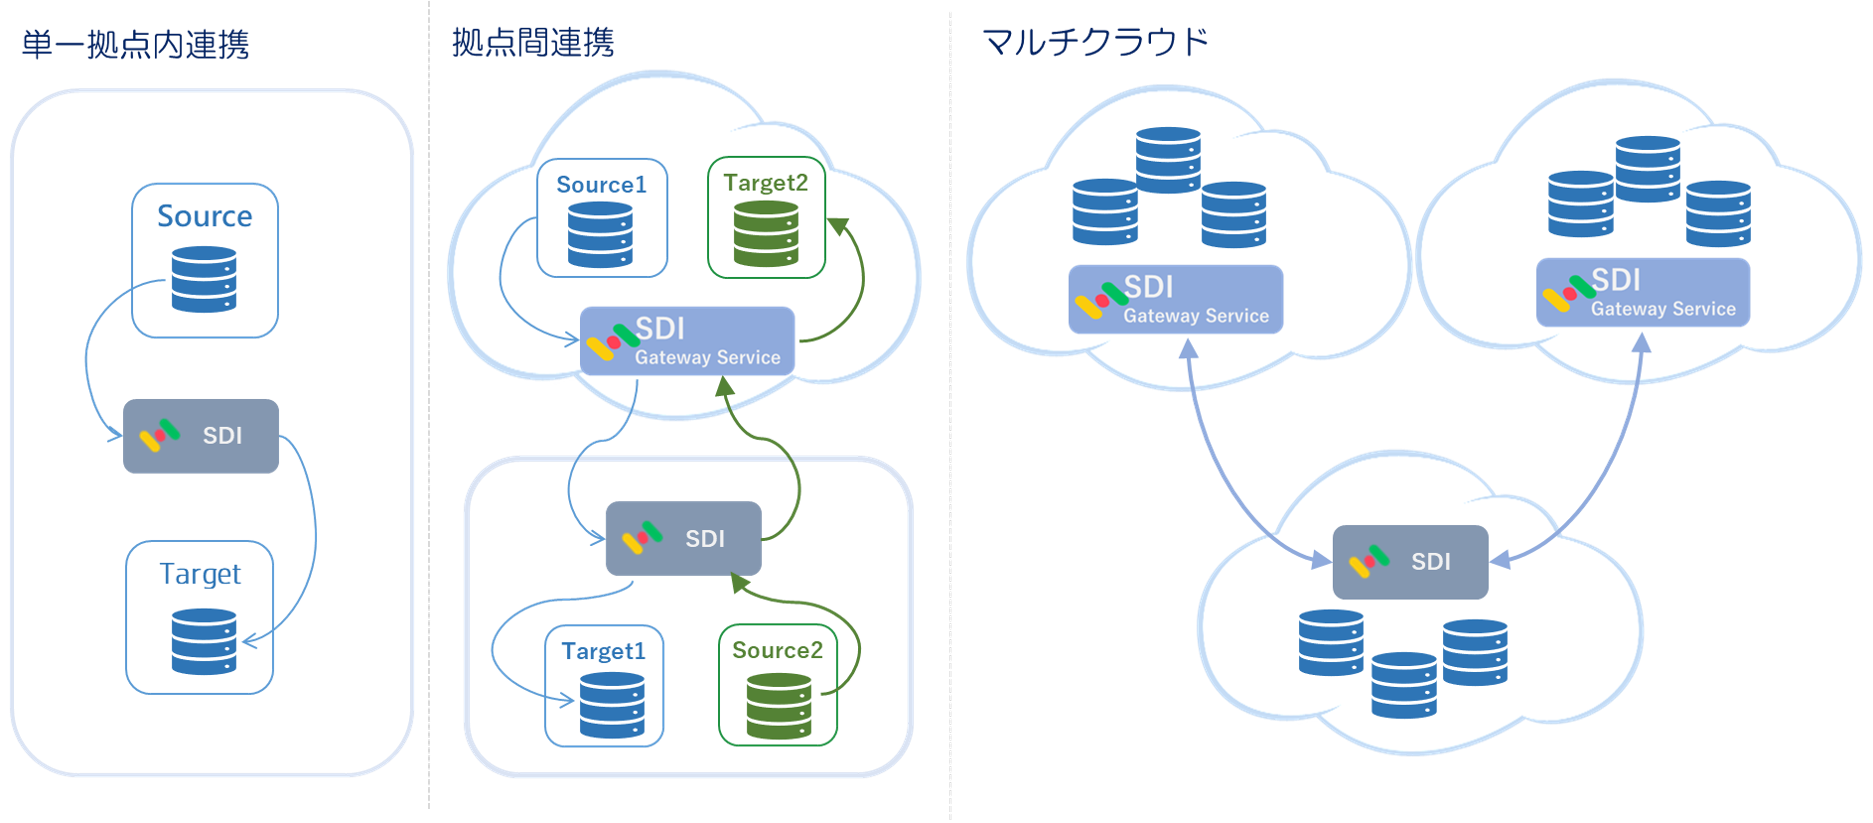 単一拠点内連携
Source
SDI
Target
拠点間連携
Source1
Target2
SDI
Gateway Service
SDI
Target1
Source2
マルチクラウド
SDI
Gateway Service
SDI
Gateway Service
SDI